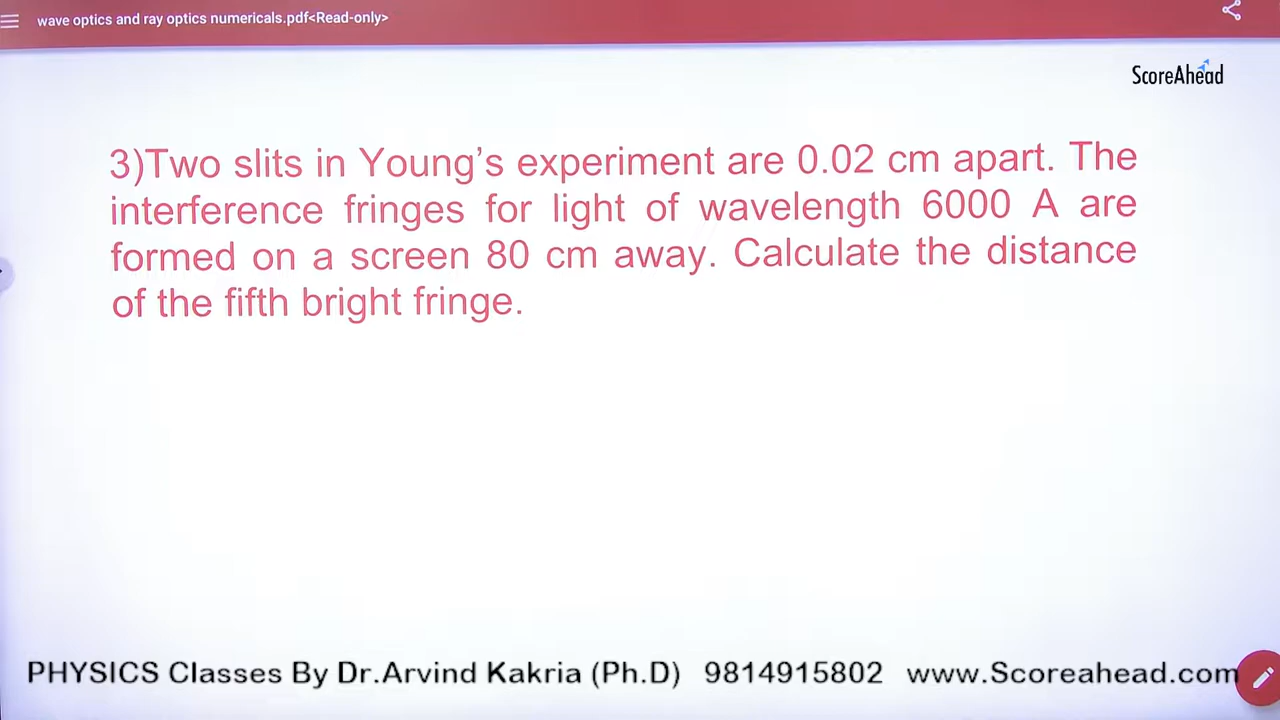 wave optics and ray optics numericals.pdf<Read-only>
ScoreAhead
3)Two slits in Young’s experiment are 0.02 cm apart. The
interference fringes for light of wavelength 6000 A are
formed on a screen 80 cm away. Calculate the distance
of the fifth bright fringe.
PHYSICS Classes By Dr.Arvind Kakria (Ph.D) 9814915802 www.Scoreahead.com